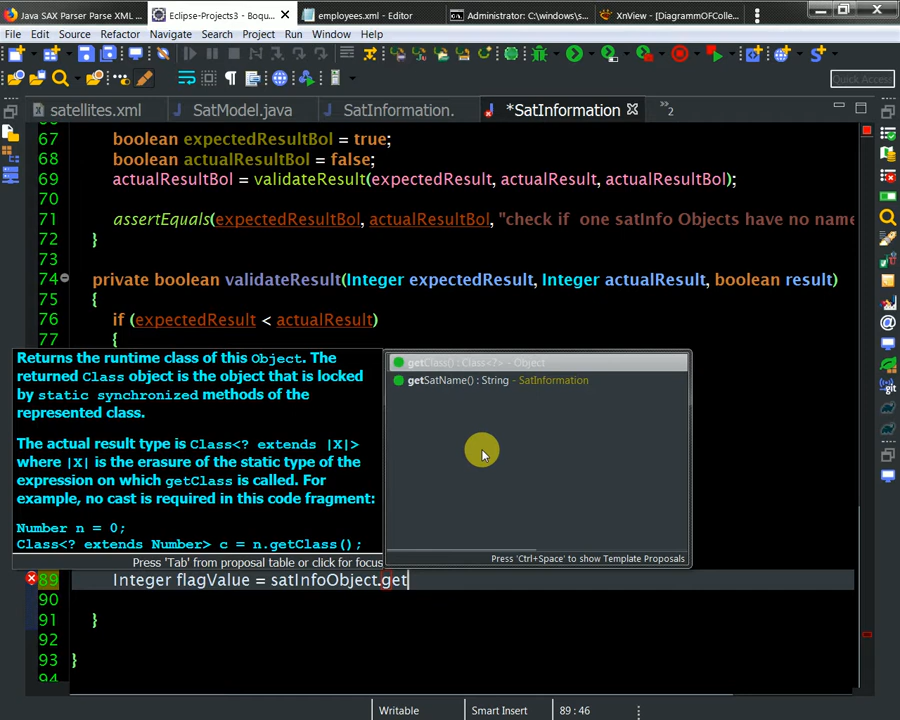 Java SAX Parser Parse XML ...
Eclipse-Projects3 - Boqu...
employees.xml - Editor
Administrator: C:\windows\s...
XnView - [DiagrammOFColle...
File Edit Source Refactor Navigate Search Project Run Window Help
Quick Access
satellites.xml
SatModel.java
SatInformation.
*SatInformation
»2
67 boolean expectedResultBol = true;
68 boolean actualResultBol = false;
69 actualResultBol = validateResult(expectedResult, actualResult, actualResultBol);
70
71 assertEquals(expectedResultBol, actualResultBol, "check if one satInfo Objects have no name
72 }
73
74 private boolean validateResult(Integer expectedResult, Integer actualResult, boolean result)
75 {
76 if (expectedResult < actualResult)
77 {
Returns the runtime class of this Object. The
returned Class object is the object that is locked
by static synchronized methods of the
represented class.
The actual result type is Class<? extends |X|>
where |X| is the erasure of the static type of the
expression on which getClass is called. For
example, no cast is required in this code fragment:
Number n = 0;
Class<? extends Number> c = n.getClass();
Press 'Tab' from proposal table or click for focus
getClass() : Class<?> - Object
getSatName() : String - SatInformation
Press 'Ctrl+Space' to show Template Proposals
89 Integer flagValue = satInfoObject.get
90
91 }
92
93 }
94
Writable
Smart Insert
89 : 46